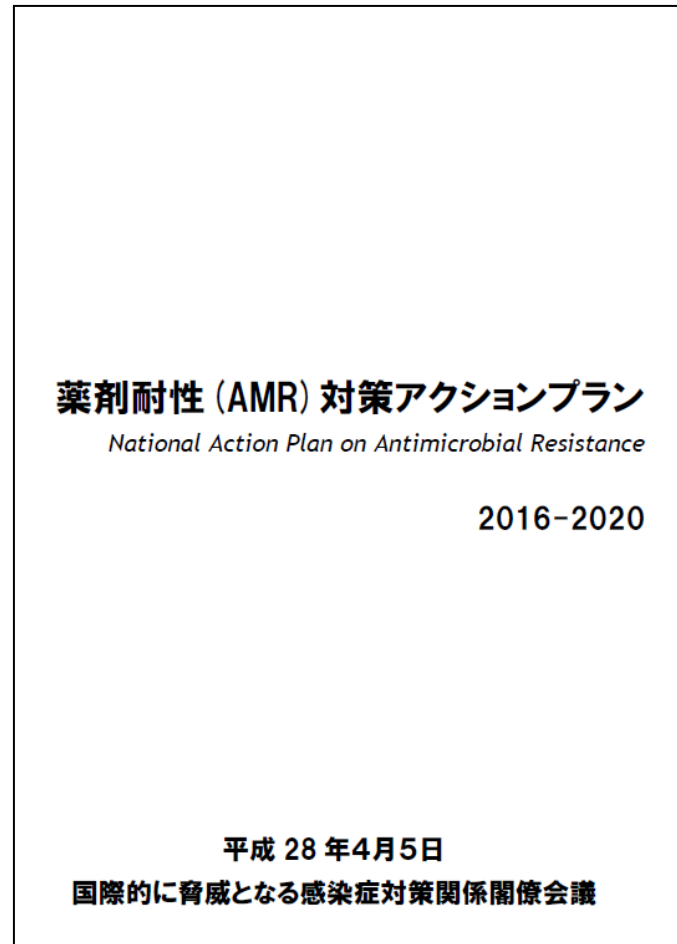 薬剤耐性(AMR)対策アクションプラン
National Action Plan on Antimicrobial Resistance
2016-2020
平成28年4月5日
国際的に脅威となる感染症対策関係閣僚会議